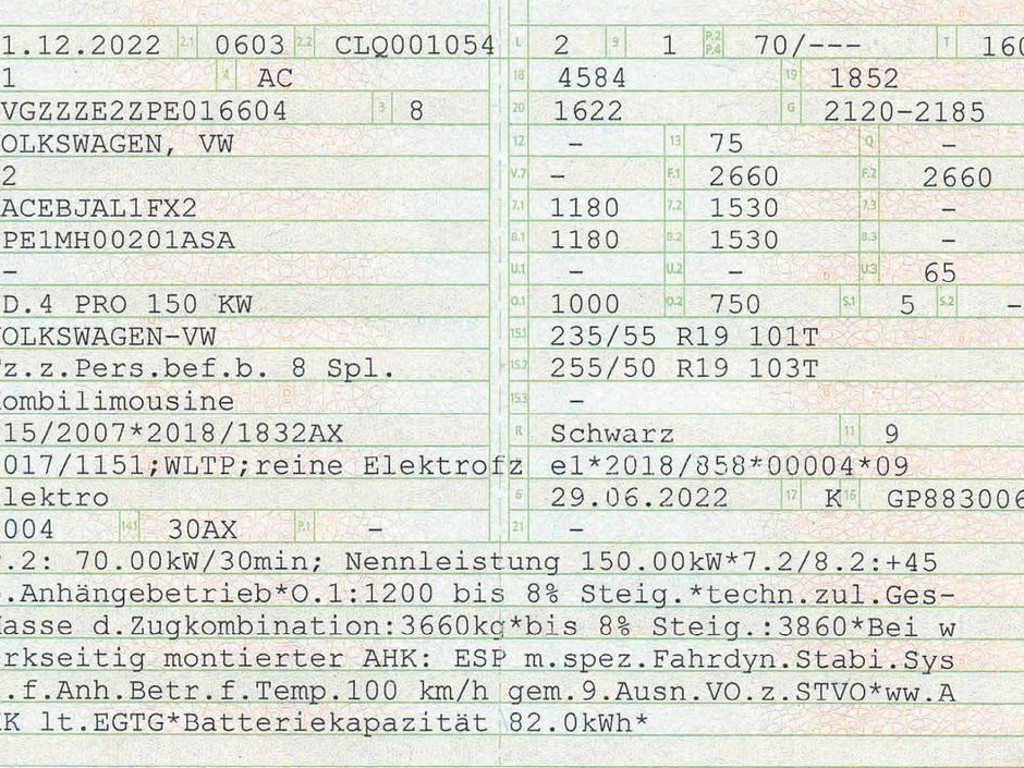 1.12.2022 2.1 0603 2.2 CLQ001054 L 2 9 1 P.2 P.4 70/--- T 160
1 4 AC 18 4584 19 1852
VGZZZE2ZPE016604 3 8 20 1622 G 2120-2185
OLKSWAGEN, VW 12 - 13 75 Q -
2 V.7 - F.1 2660 F.2 2660
ACEBJAL1FX2 7.1 1180 7.2 1530 7.3 -
PE1MH00201ASA 8.1 1180 8.2 1530 8.3 -
- U.1 - U.2 - U.3 65
D.4 PRO 150 KW O.1 1000 O.2 750 S.1 5 S.2 -
OLKSWAGEN-VW 15.1 235/55 R19 101T
z.z.Pers.bef.b. 8 Spl. 15.2 255/50 R19 103T
ombilimousine 15.3 -
15/2007*2018/1832AX R Schwarz 11 9
017/1151;WLTP;reine Elektrofz e1*2018/858*00004*09
lektro 6 29.06.2022 17 K 16 GP883006
004 14.1 30AX P.1 - 21 -
.2: 70.00kW/30min; Nennleistung 150.00kW*7.2/8.2:+45
.Anhängebetrieb*O.1:1200 bis 8% Steig.*techn.zul.Ges-
asse d.Zugkombination:3660kg*bis 8% Steig.:3860*Bei w
rkseitig montierter AHK: ESP m.spez.Fahrdyn.Stabi.Sys
.f.Anh.Betr.f.Temp.100 km/h gem.9.Ausn.VO.z.STVO*ww.A
K lt.EGTG*Batteriekapazität 82.0kWh*